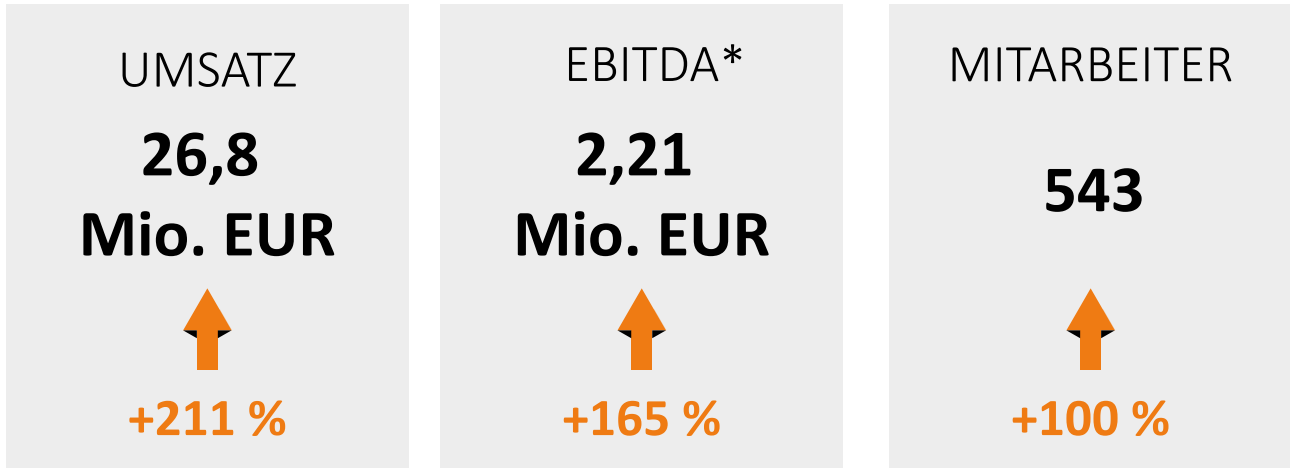 UMSATZ
26,8
Mio. EUR
+211 %
EBITDA*
2,21
Mio. EUR
+165 %
MITARBEITER
543
+100 %